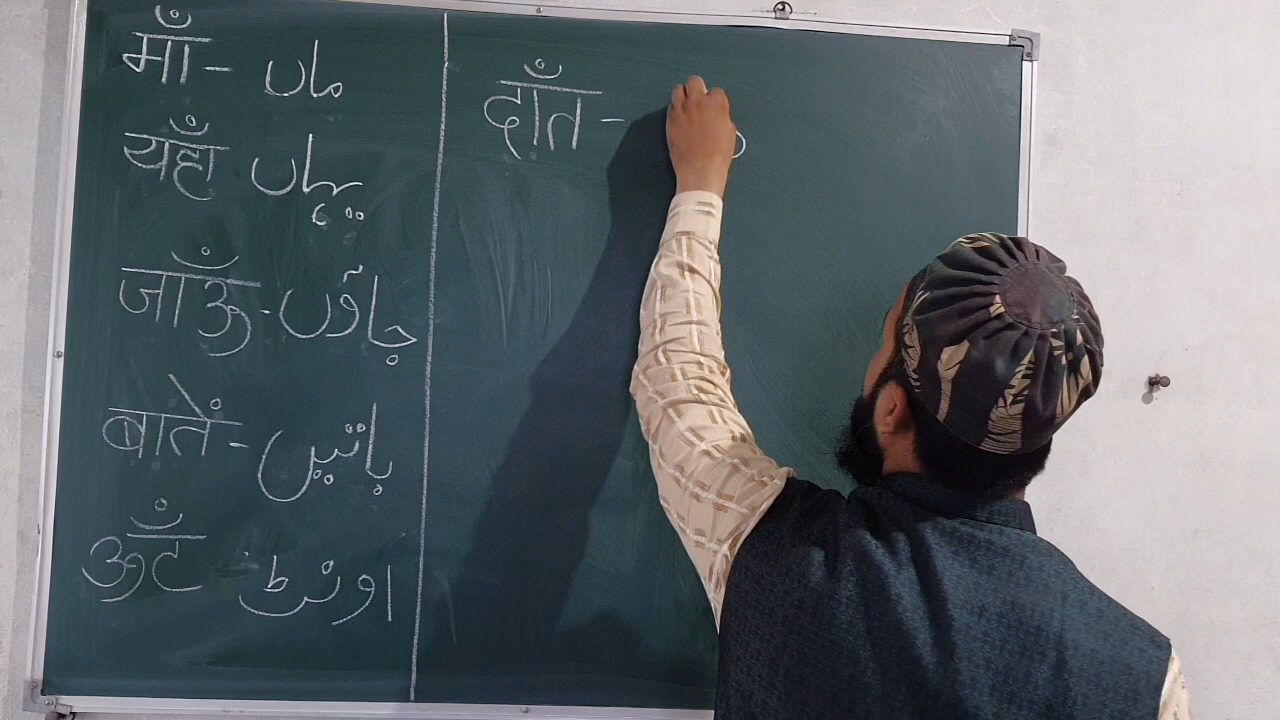 माँ - ماں
यहाँ یہاں
जाऊँ - جاؤں
बातें - باتیں
ऊँट - اونٹ
दाँत -